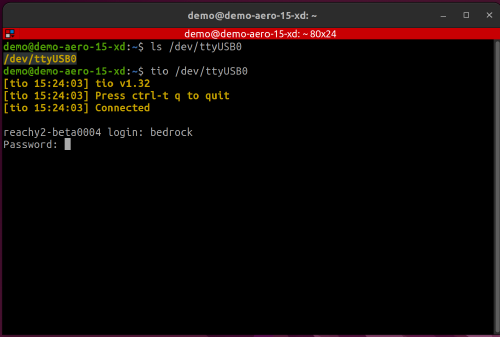 demo@demo-aero-15-xd: ~
demo@demo-aero-15-xd: ~ 80x24
demo@demo-aero-15-xd:~$ ls /dev/ttyUSB0
/dev/ttyUSB0
demo@demo-aero-15-xd:~$ tio /dev/ttyUSB0
[tio 15:24:03] tio v1.32
[tio 15:24:03] Press ctrl-t q to quit
[tio 15:24:03] Connected
reachy2-beta0004 login: bedrock
Password: